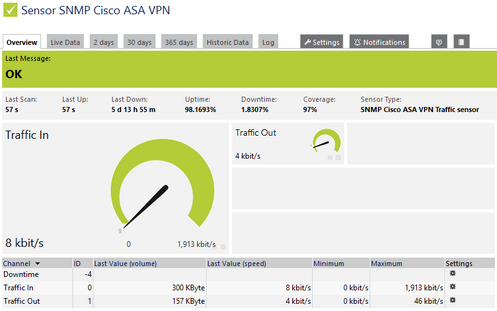 Sensor SNMP Cisco ASA VPN
Overview Live Data 2 days 30 days 365 days Historic Data Log Settings Notifications
Last Message:
OK
Last Scan: Last Up: Last Down: Uptime: Downtime: Coverage: Sensor Type:
57 s 57 s 5 d 13 h 55 m 98.1693% 1.8307% 97% SNMP Cisco ASA VPN Traffic sensor
Traffic In
8 kbit/s
0 1,913 kbit/s
Traffic Out
4 kbit/s
Channel ID Last Value (volume) Last Value (speed) Minimum Maximum Settings
Downtime -4
Traffic In 0 300 KByte 8 kbit/s 0 kbit/s 1,913 kbit/s
Traffic Out 1 157 KByte 4 kbit/s 0 kbit/s 46 kbit/s